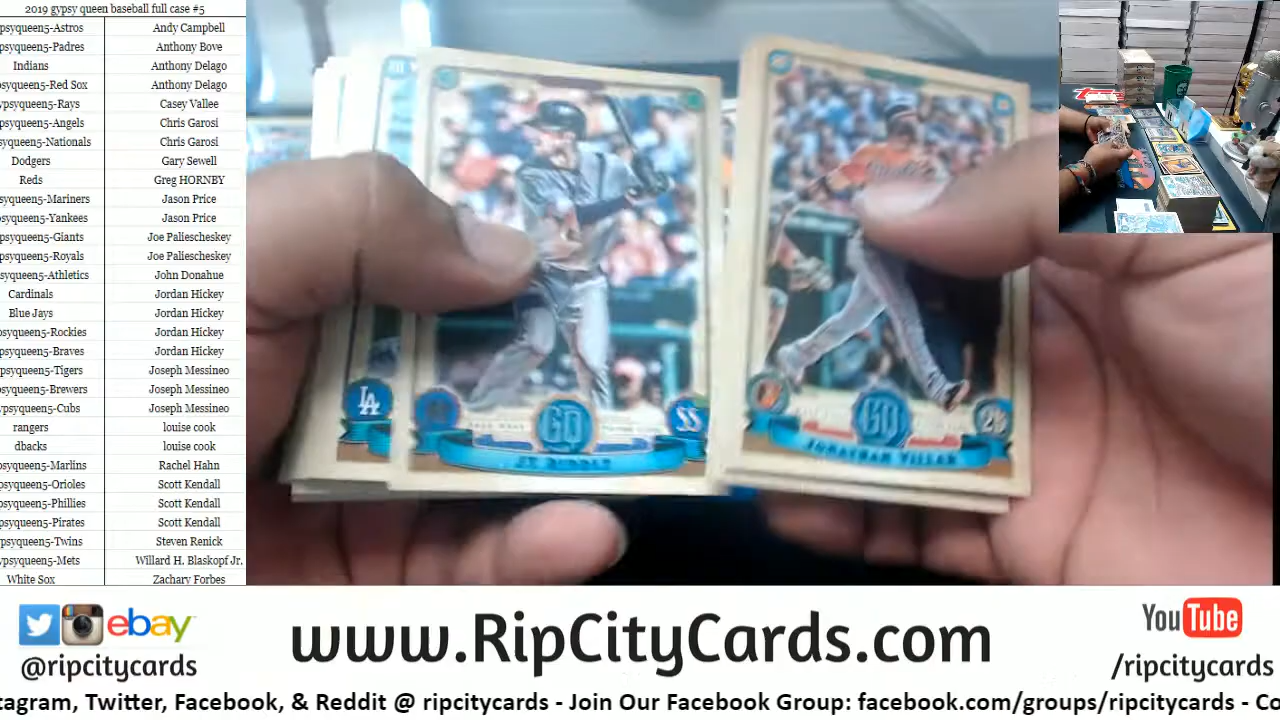 2019 gypsy queen baseball full case #5
psyqueen5-Astros Andy Campbell
psyqueen5-Padres Anthony Bove
Indians Anthony Delago
psyqueen5-Red Sox Anthony Delago
ypsyqueen5-Rays Casey Vallee
psyqueen5-Angels Chris Garosi
syqueen5-Nationals Chris Garosi
Dodgers Gary Sewell
Reds Greg HORNBY
psyqueen5-Mariners Jason Price
psyqueen5-Yankees Jason Price
psyqueen5-Giants Joe Paliescheskey
psyqueen5-Royals Joe Paliescheskey
syqueen5-Athletics John Donahue
Cardinals Jordan Hickey
Blue Jays Jordan Hickey
psyqueen5-Rockies Jordan Hickey
psyqueen5-Braves Jordan Hickey
psyqueen5-Tigers Joseph Messineo
psyqueen5-Brewers Joseph Messineo
ypsyqueen5-Cubs Joseph Messineo
rangers louise cook
dbacks louise cook
psyqueen5-Marlins Rachel Hahn
psyqueen5-Orioles Scott Kendall
psyqueen5-Phillies Scott Kendall
psyqueen5-Pirates Scott Kendall
psyqueen5-Twins Steven Renick
ypsyqueen5-Mets Willard H. Blaskopf Jr.
White Sox Zachary Forbes
LA
GQ
SS
GQ
2B
JONATHAN VILLAR
ebay
@ripcitycards
www.RipCityCards.com
YouTube
/ripcitycards
stagram, Twitter, Facebook, & Reddit @ ripcitycards - Join Our Facebook Group: facebook.com/groups/ripcitycards - Co